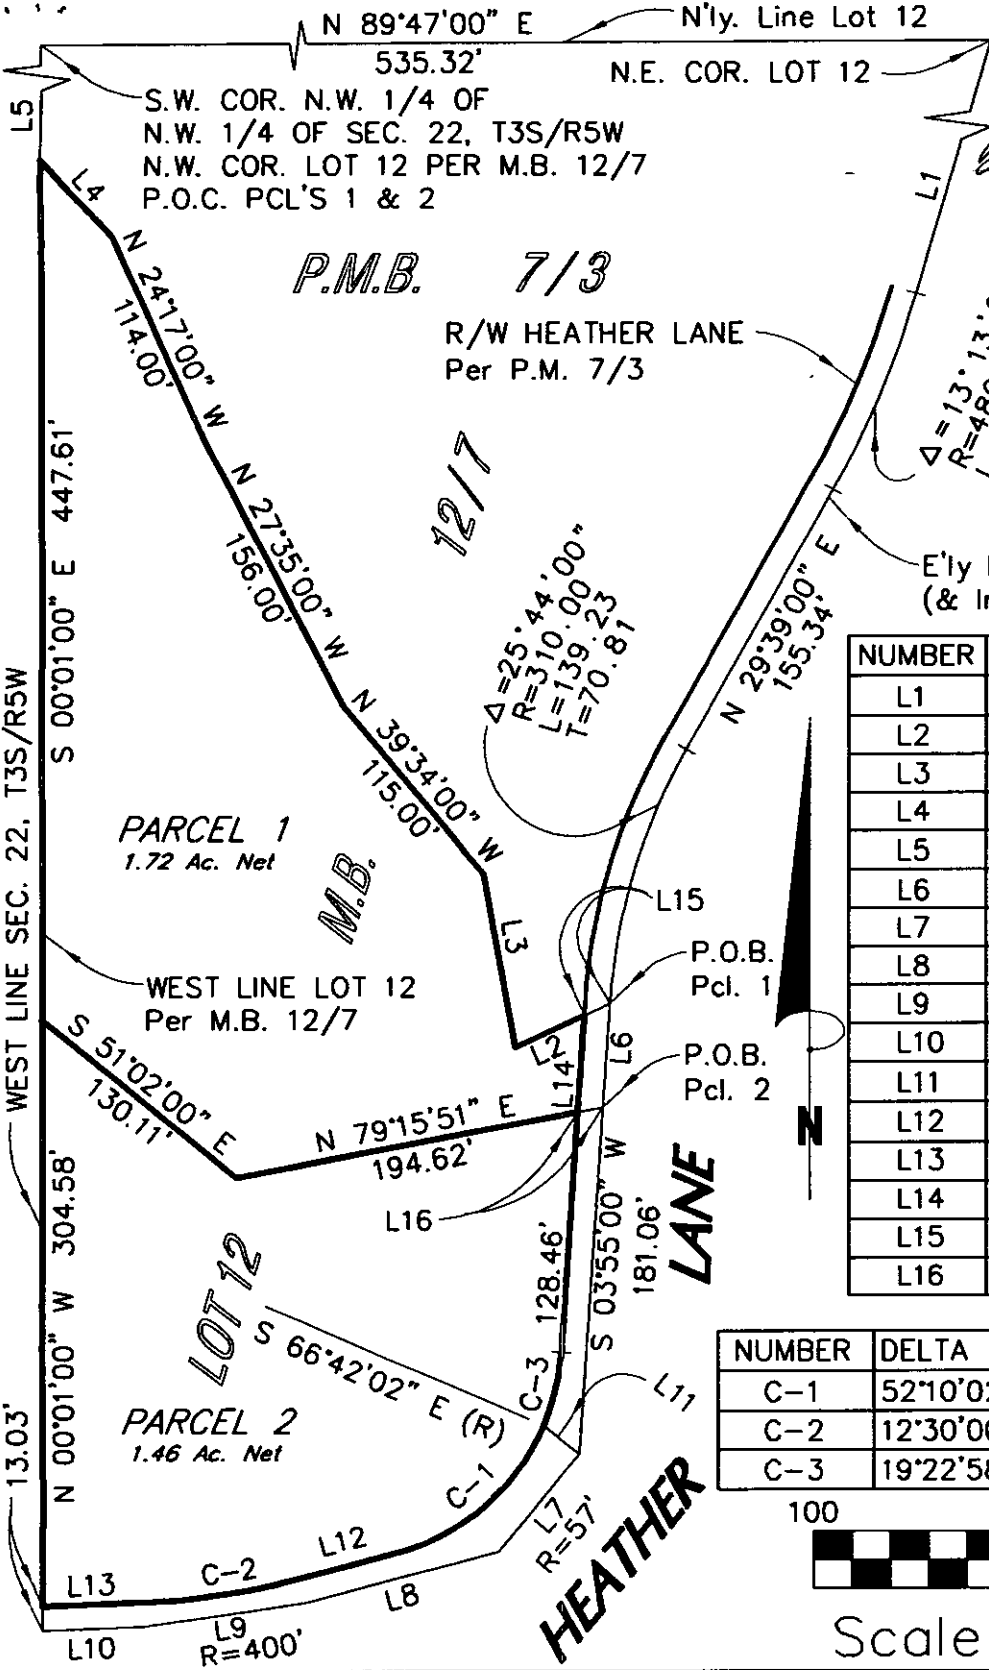 N 89°47'00" E
535.32'
N'ly. Line Lot 12
N.E. COR. LOT 12
L5
S.W. COR. N.W. 1/4 OF
N.W. 1/4 OF SEC. 22, T3S/R5W
N.W. COR. LOT 12 PER M.B. 12/7
P.O.C. PCL'S 1 & 2
L4
L1
P.M.B. 7/3
N 24°17'00" W
114.00'
R/W HEATHER LANE
Per P.M. 7/3
Δ=13°13'
S 00°01'00" E 447.61'
12/7
N 27°35'00" W
156.00'
Δ=25°44'00"
R=310.00
L=139.23
T=70.81
E'ly
N 29°39'00" E
155.34'
N 39°34'00" W
115.00'
WEST LINE SEC. 22, T3S/R5W
PARCEL 1
1.72 Ac. Net
M.B.
L3
L15
P.O.B.
Pcl. 1
WEST LINE LOT 12
Per M.B. 12/7
L2
L6
L14
P.O.B.
Pcl. 2
S 51°02'00" E
130.11'
N 79°15'51" E
194.62'
L16
N
N 00°01'00" W 304.58'
LOT 12
128.46'
S 03°55'00" W
181.06'
HEATHER LANE
S 66°42'02" E (R)
C-3
L11
PARCEL 2
1.46 Ac. Net
13.03'
C-1
L7
R=57'
L12
C-2
L13
L8
L9
R=400'
L10
NUMBER
L1
L2
L3
L4
L5
L6
L7
L8
L9
L10
L11
L12
L13
L14
L15
L16
NUMBER DELTA
C-1 52°10'02
C-2 12°30'00
C-3 19°22'58
100
Scale